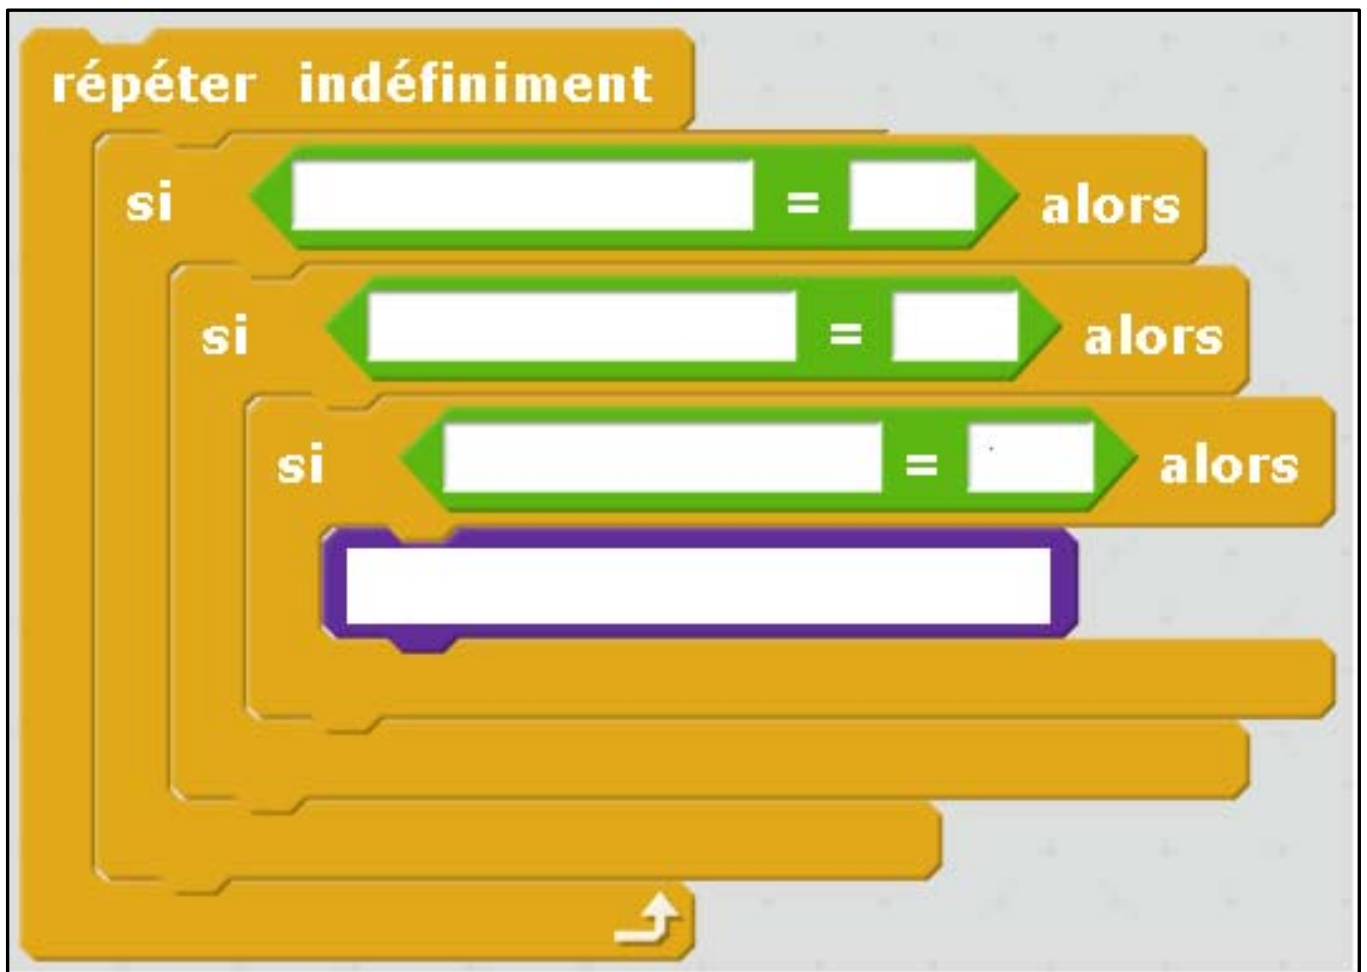 répéter indéfiniment
si = alors
si = alors
si = alors